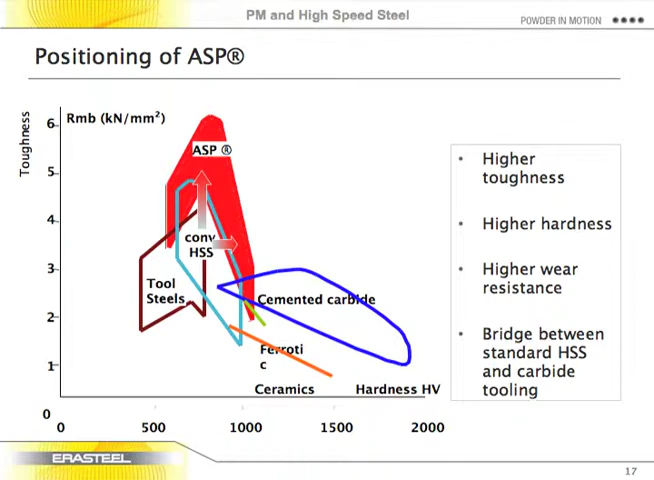 PM and High Speed Steel
POWDER IN MOTION
Positioning of ASP®
Toughness
Rmb (kN/mm²)
6
5
4
3
2
1
0
ASP ®
conv
HSS
Tool
Steels
Cemented carbide
Ferroti
c
Ceramics
Hardness HV
0 500 1000 1500 2000
• Higher
toughness
• Higher hardness
• Higher wear
resistance
• Bridge between
standard HSS
and carbide
tooling
ERASTEEL
17